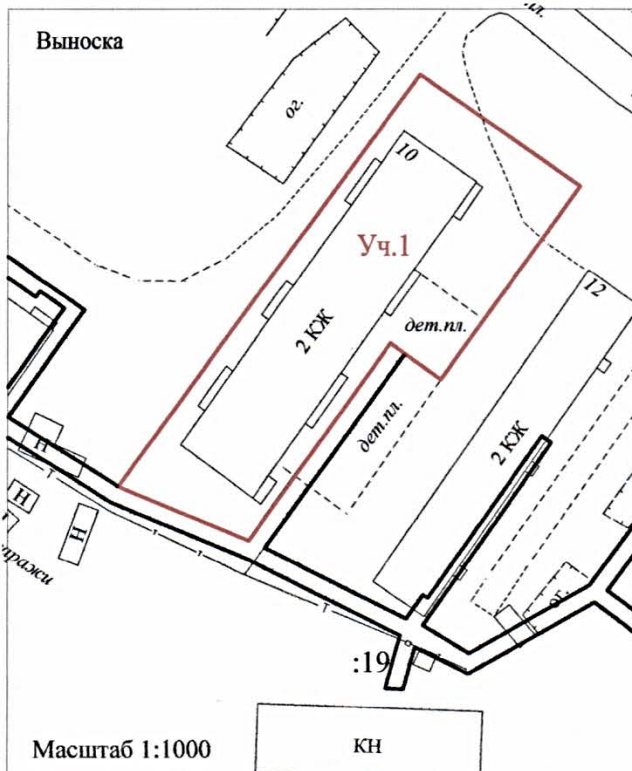 Выноска
ог.
10
Уч.1
12
дет.пл.
2 КЖ
дет.пл.
2 КЖ
Н
Н
Н
ог.
т
т
т
:19
КН
Масштаб 1:1000